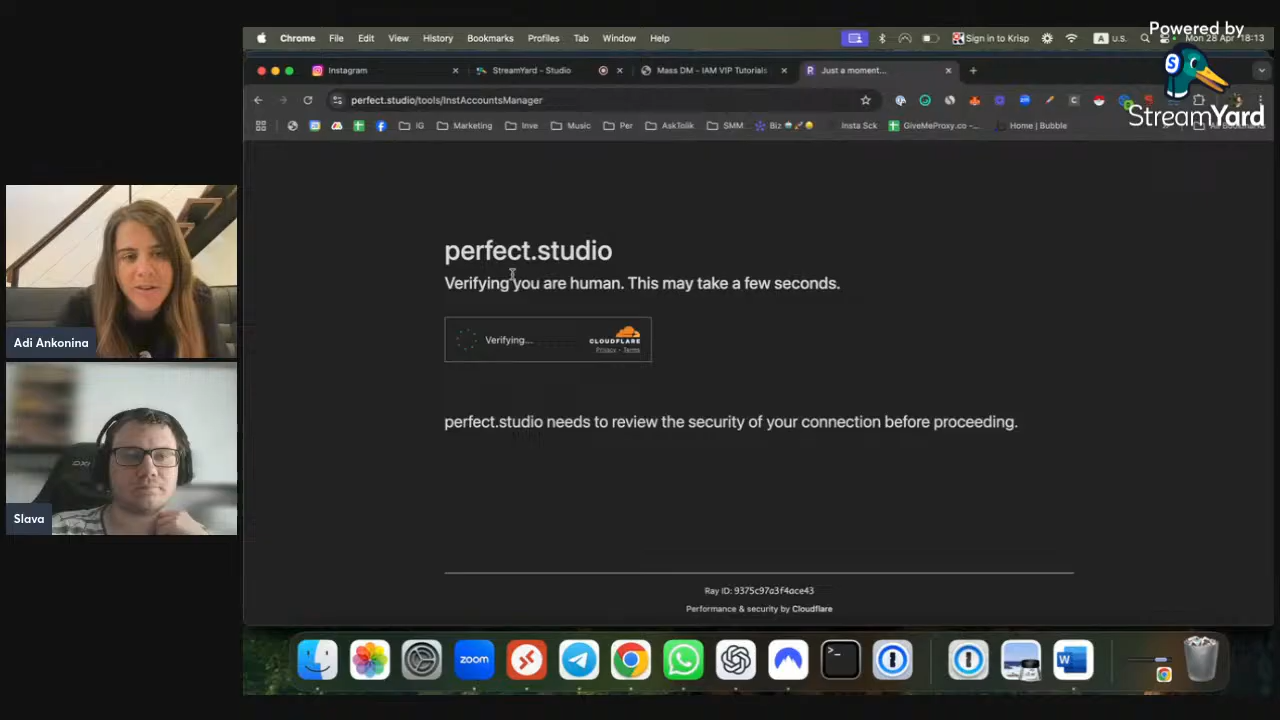 Powered by
StreamYard
Chrome File Edit View History Bookmarks Profiles Tab Window Help
Sign in to Krisp
A U.S.
Mon 28 Apr 18:13
Instagram
StreamYard - Studio
Mass DM - IAM VIP Tutorials
Just a moment...
perfect.studio/tools/InstAccountsManager
IG
Marketing
Inve
Music
Per
AskTolik
SMM
Biz
Insta Sck
GiveMeProxy.co -...
Home | Bubble
perfect.studio
Verifying you are human. This may take a few seconds.
Verifying...
CLOUDFLARE
Privacy • Terms
perfect.studio needs to review the security of your connection before proceeding.
Ray ID: 9375c97a3f4ace43
Performance & security by Cloudflare
Adi Ankonina
DXR
Slava
zoom
W